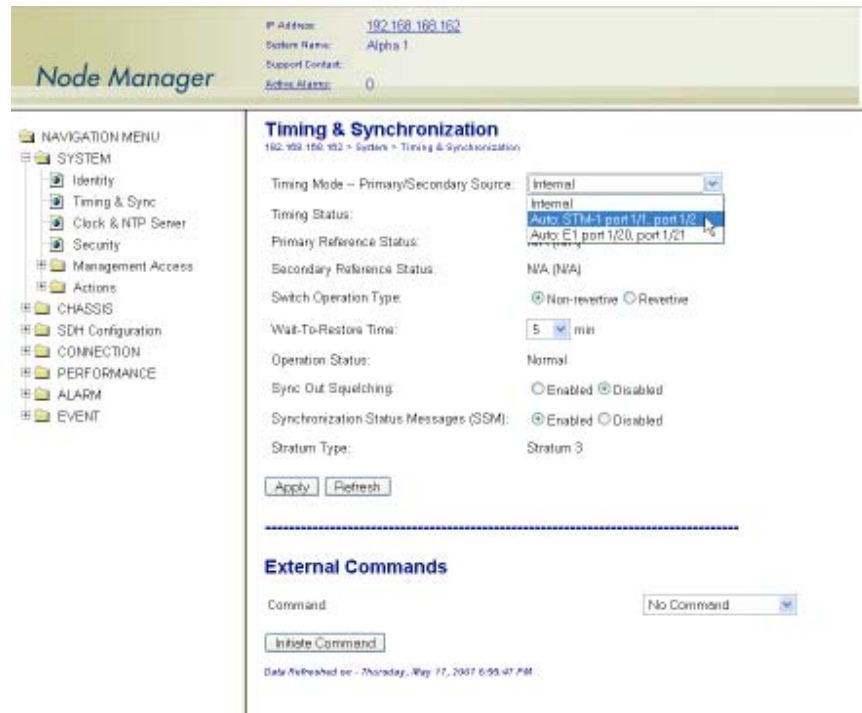 Node Manager
IP Address: 192.168.168.162
System Name: Alpha 1
Support Contact:
Active Alarms: 0
NAVIGATION MENU
SYSTEM
Identity
Timing & Sync
Clock & NTP Server
Security
Management Access
Actions
CHASSIS
SDH Configuration
CONNECTION
PERFORMANCE
ALARM
EVENT
Timing & Synchronization
192.168.168.162 > System > Timing & Synchronization
Timing Mode -- Primary/Secondary Source: Internal
Internal
Timing Status: Auto: STM-1 port 1/1, port 1/2
Auto: E1 port 1/20, port 1/21
Primary Reference Status: N/A (N/A)
Secondary Reference Status: N/A (N/A)
Switch Operation Type: Non-revertive Revertive
Wait-To-Restore Time: 5 min
Operation Status: Normal
Sync Out Squelching: Enabled Disabled
Synchronization Status Messages (SSM): Enabled Disabled
Stratum Type: Stratum 3
Apply Refresh
External Commands
Command No Command
Initiate Command
Data Refreshed on - Thursday, May 17, 2007 PM